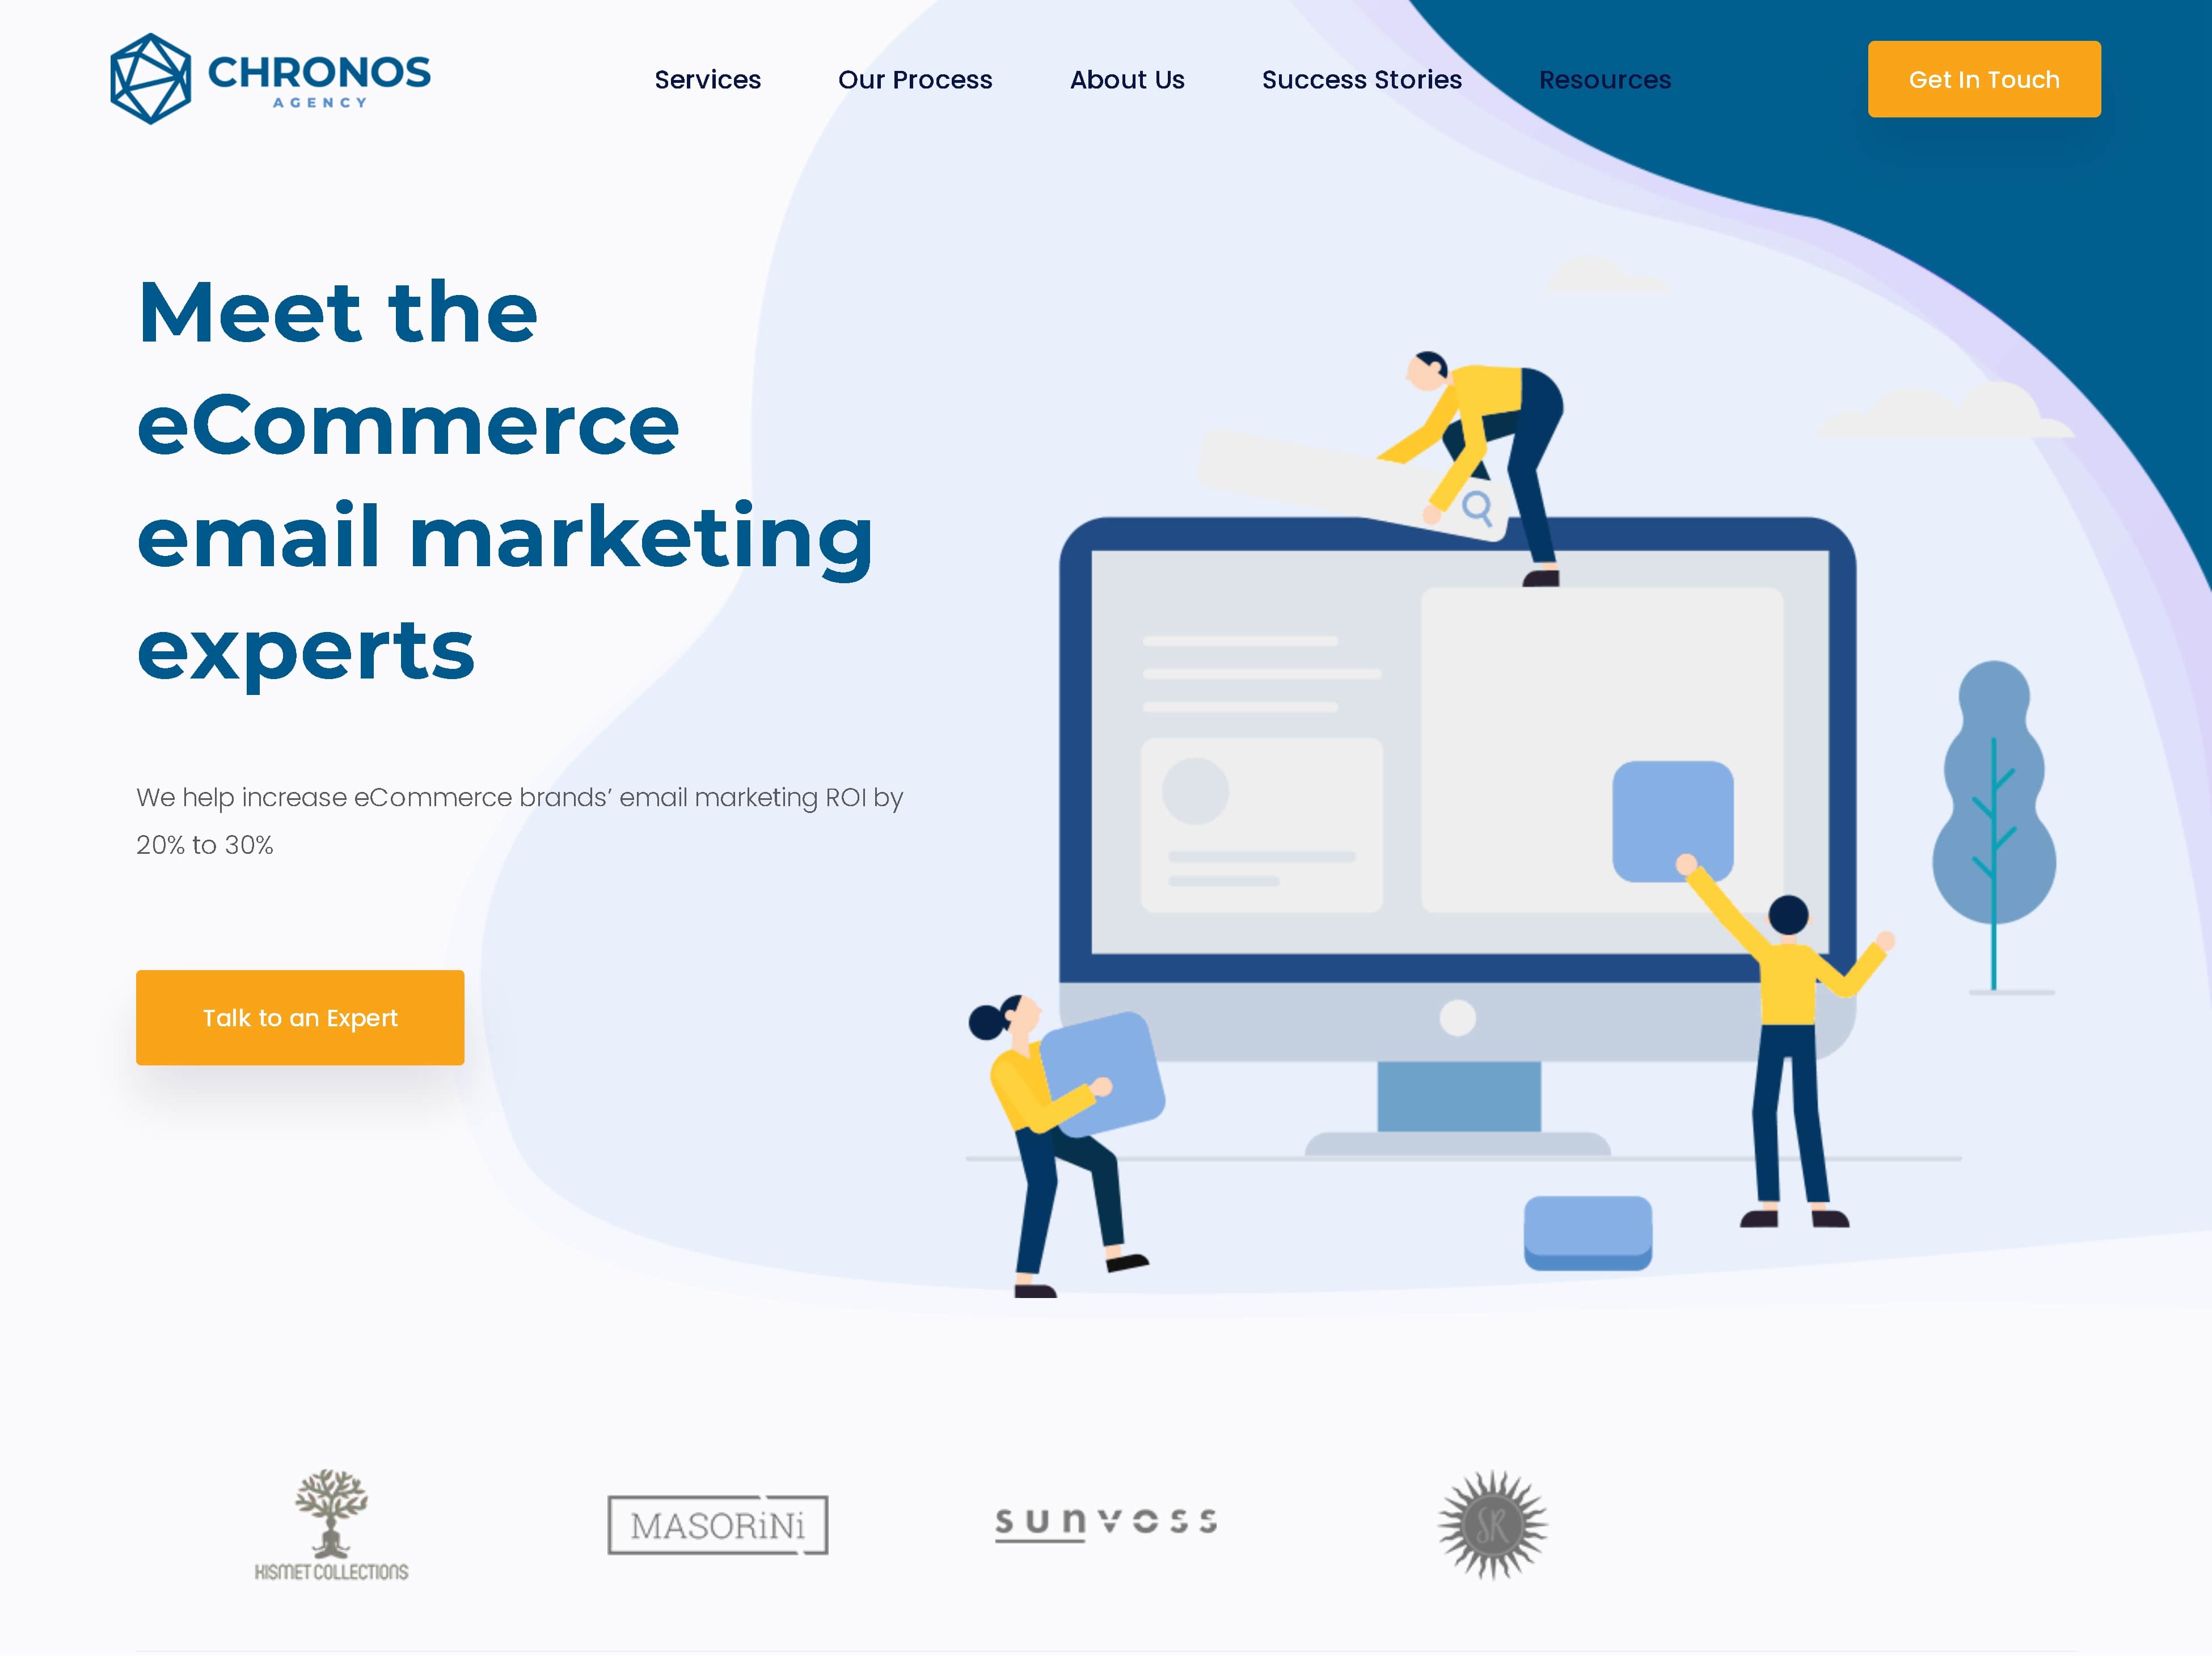 CHRONOS
AGENCY
Services
Our Process
About Us
Success Stories
Resources
Get In Touch
Meet the
eCommerce
email marketing
experts
We help increase eCommerce brands’ email marketing ROI by
20% to 30%
Talk to an Expert
KISMET COLLECTIONS
MASORiNi
sunvoss
SR